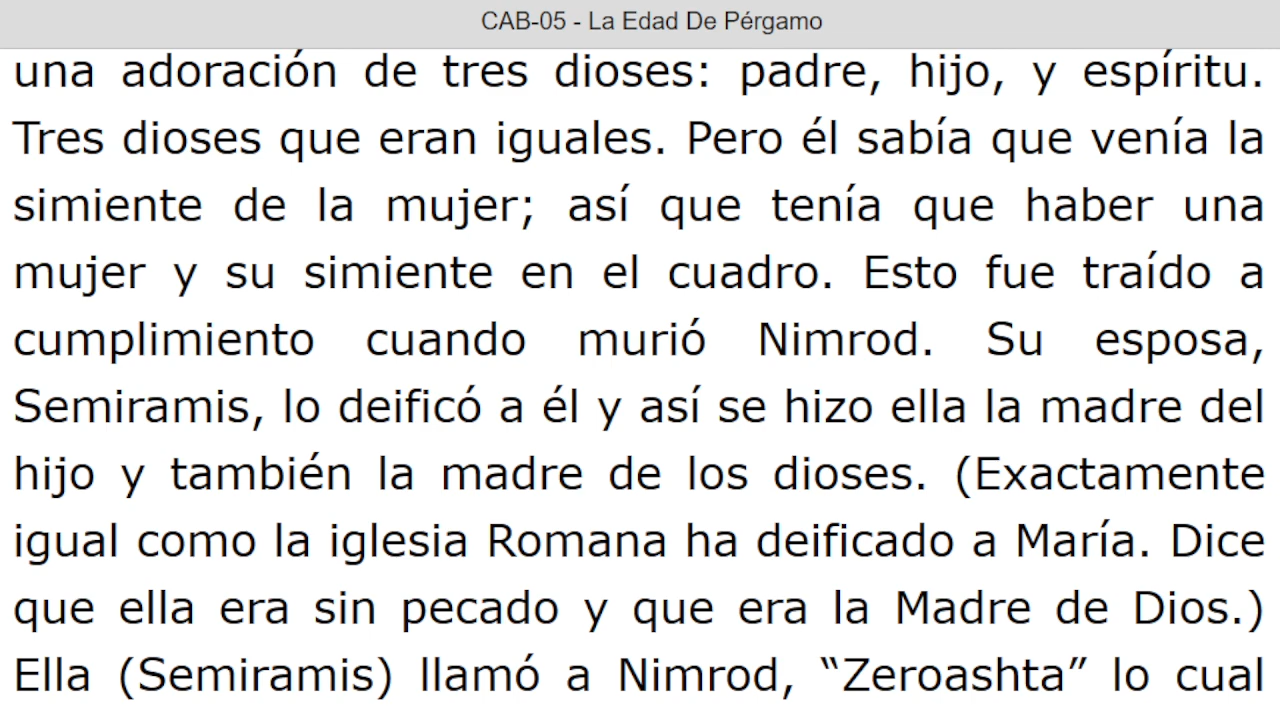 CAB-05 - La Edad De Pérgamo
una adoración de tres dioses: padre, hijo, y espíritu.
Tres dioses que eran iguales. Pero él sabía que venía la
simiente de la mujer; así que tenía que haber una
mujer y su simiente en el cuadro. Esto fue traído a
cumplimiento cuando murió Nimrod. Su esposa,
Semiramis, lo deificó a él y así se hizo ella la madre del
hijo y también la madre de los dioses. (Exactamente
igual como la iglesia Romana ha deificado a María. Dice
que ella era sin pecado y que era la Madre de Dios.)
Ella (Semiramis) llamó a Nimrod, “Zeroashta” lo cual